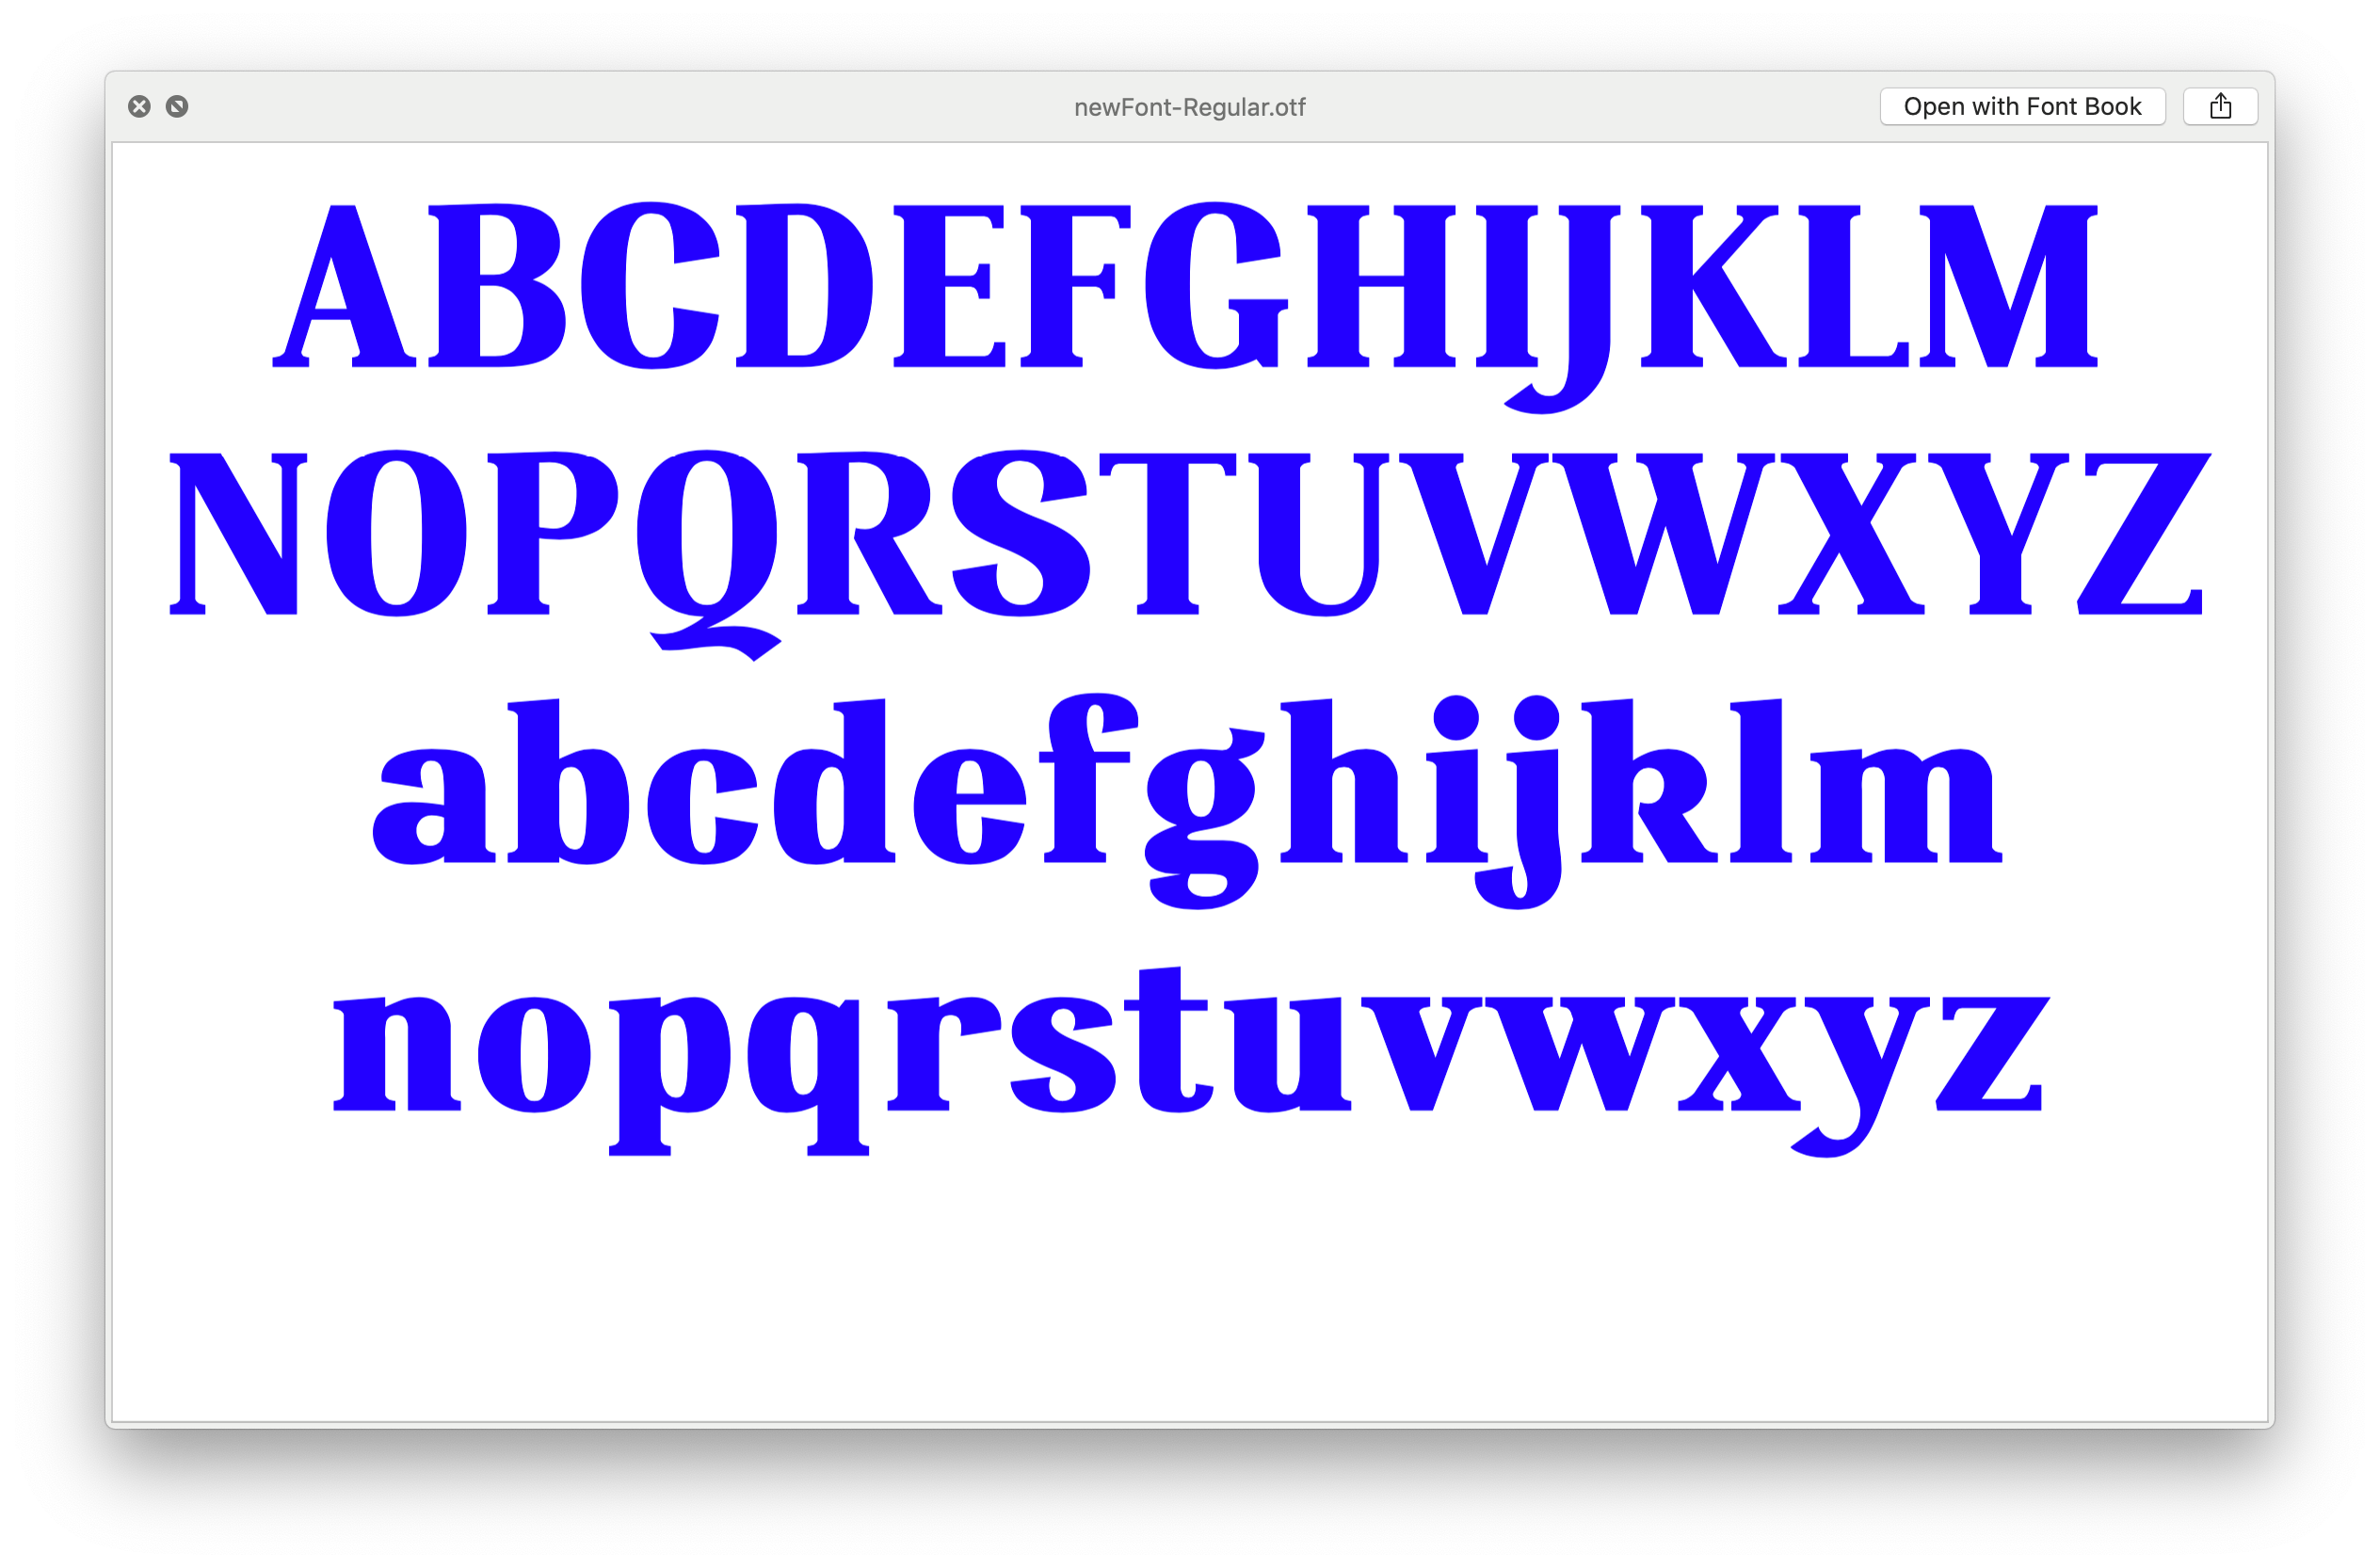 newFont-Regular.otf
Open with Font Book
ABCDEFGHIJKLM
NOPQRSTUVWXYZ
abcdefghijklm
nopqrstuvwxyz